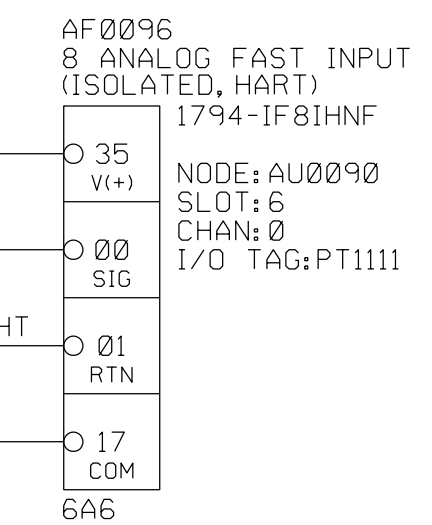 AF0096
8 ANALOG FAST INPUT
(ISOLATED, HART)
1794-IF8IHNF
35
V(+)
NODE: AU0090
SLOT: 6
CHAN: 0
I/O TAG: PT1111
00
SIG
HT
01
RTN
17
COM
6A6